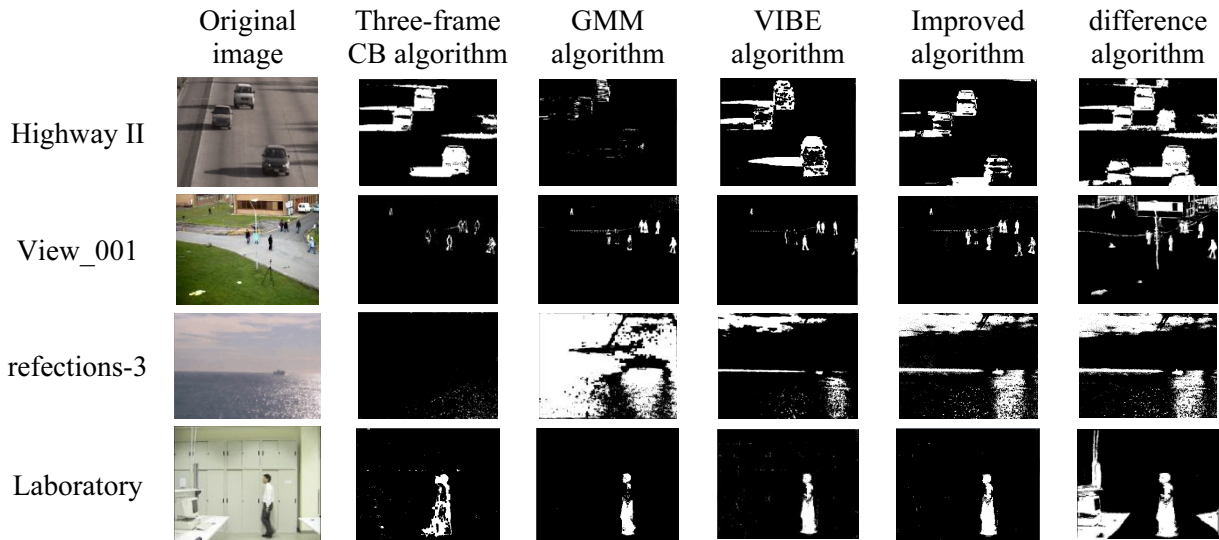 Original Three-frame GMM VIBE Improved difference
image CB algorithm algorithm algorithm algorithm algorithm
Highway II
View_001
refections-3
Laboratory